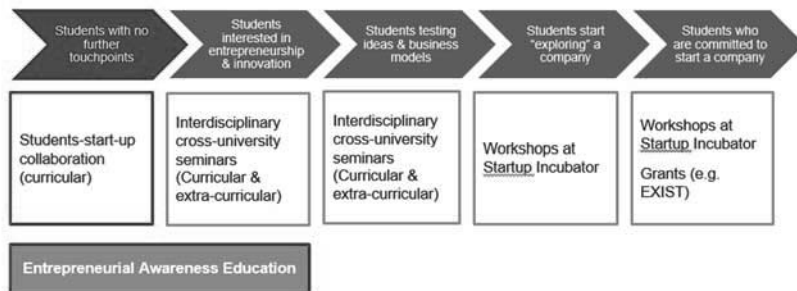 Students with no
further
touchpoints
Students
interested in
entrepreneurship
& innovation
Students testing
ideas & business
models
Students start
"exploring" a
company
Students who
are committed to
start a company
Students-start-up
collaboration
(curricular)
Interdisciplinary
cross-university
seminars
(Curricular &
extra-curricular)
Interdisciplinary
cross-university
seminars
(Curricular &
extra-curricular)
Workshops at
Startup Incubator
Workshops at
Startup Incubator
Grants (e.g.
EXIST)
Entrepreneurial Awareness Education